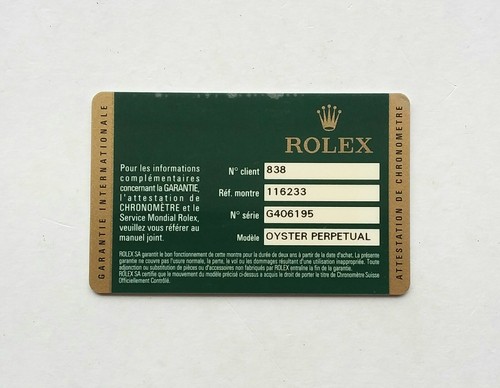 GARANTIE INTERNATIONALE
ROLEX
Pour les informations
complémentaires
concernant la GARANTIE,
l'attestation de
CHRONOMÈTRE et le
Service Mondial Rolex,
veuillez vous référer au
manuel joint.
N° client 838
Réf. montre 116233
N° série G406195
Modèle OYSTER PERPETUAL
ROLEX SA garantit le bon fonctionnement de cette montre pour la durée de deux ans à partir de la date d'achat. La présente
garantie ne couvre pas l'usure normale, la perte, le vol ou les dommages résultant d'une utilisation inappropriée. Toute
adjonction ou substitution de pièces ou d'accessoires non fabriqués par ROLEX entraîne la fin de la garantie.
ROLEX SA certifie que le mouvement du modèle précité ci-dessus a acquis le droit de porter le titre de Chronomètre Suisse
Officiellement Contrôlé.
ATTESTATION DE CHRONOMETRE